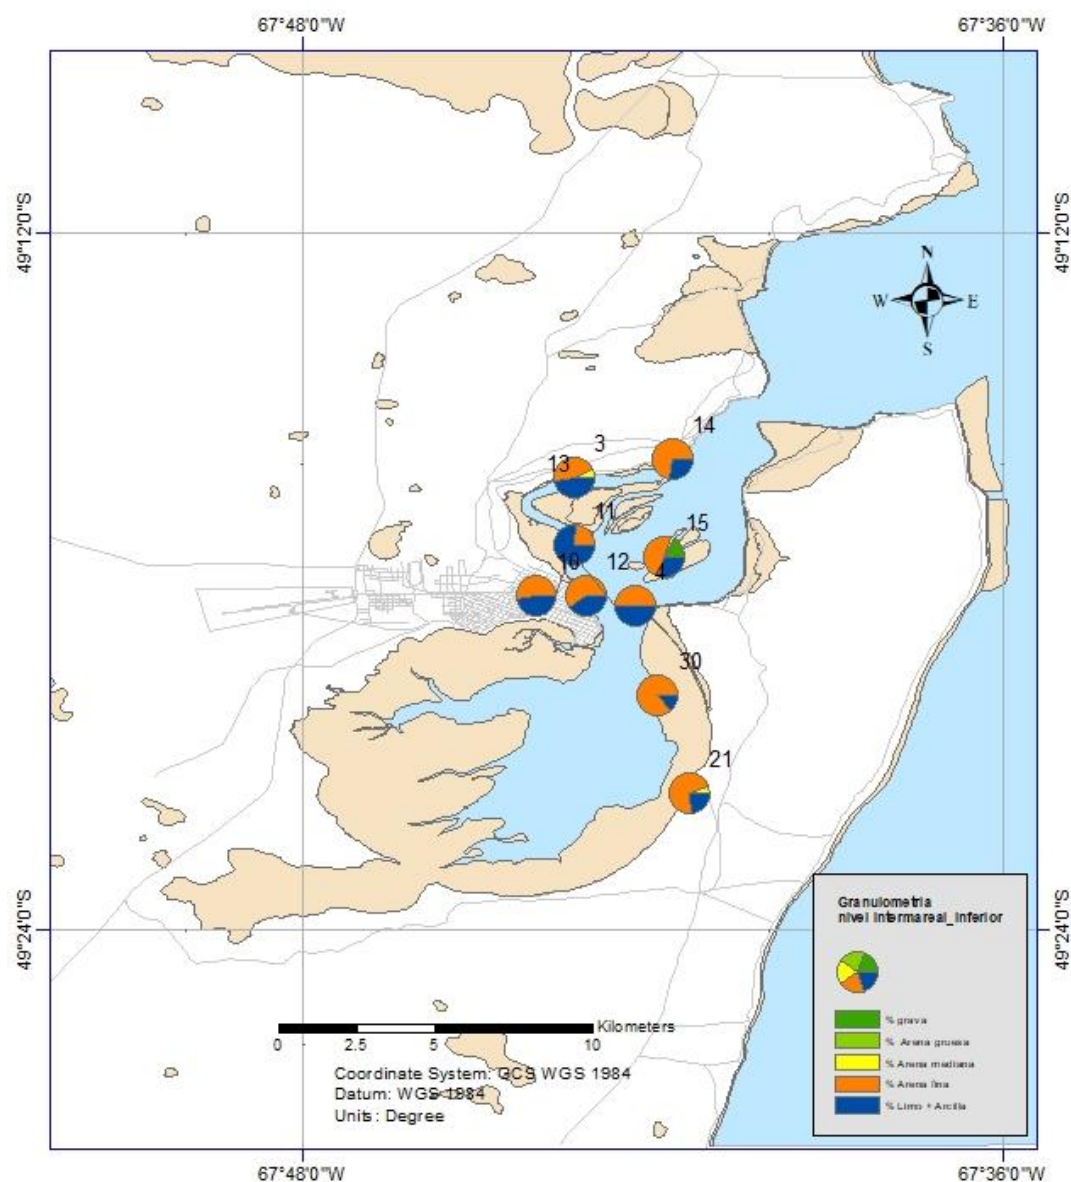 67°48'0"W
67°36'0"W
49°12'0"S
49°12'0"S
N
W
E
S
14
3
13
11
15
10
12
4
30
21
Granulometria
nivel intermareal_inferior
49°24'0"S
49°24'0"S
% grava
% Arena gruesa
% Arena mediana
% Arena fina
% Limo + Arcilla
Kilometers
0
2.5
5
10
Coordinate System: GCS WGS 1984
Datum: WGS 1984
Units: Degree
67°48'0"W
67°36'0"W